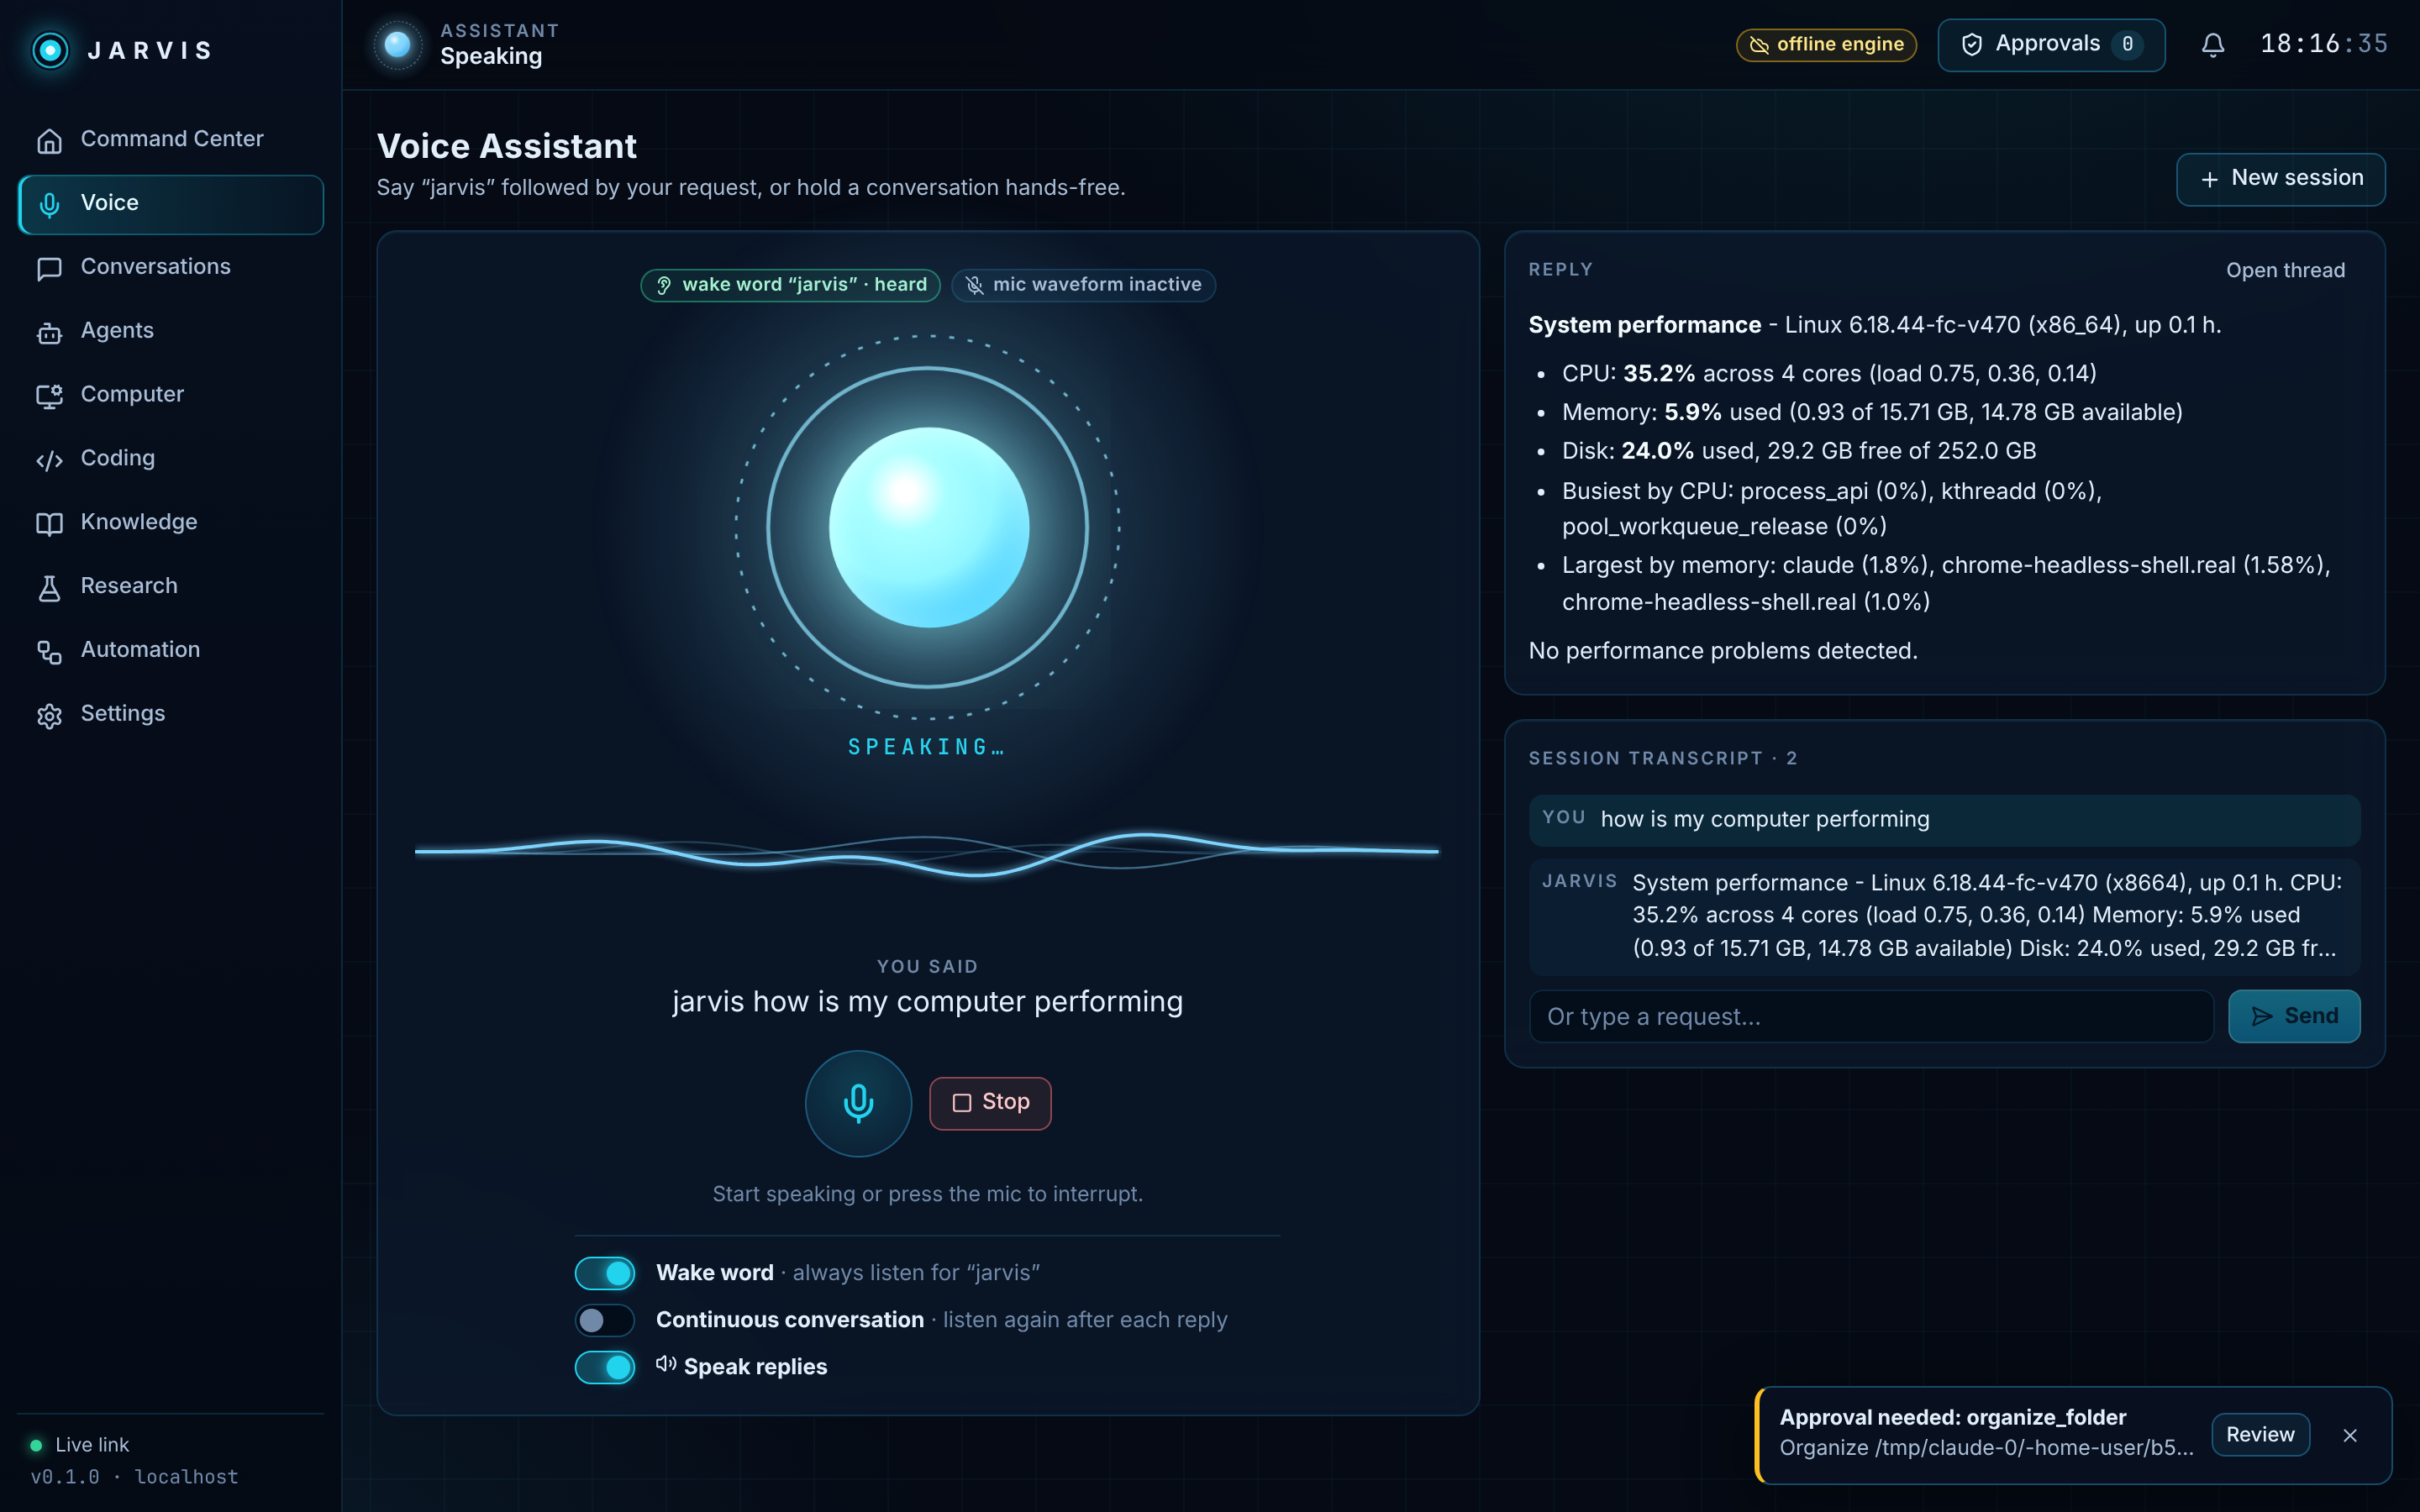 JARVIS
Command Center
Voice
Conversations
Agents
Computer
Coding
Knowledge
Research
Automation
Settings
Live link
v0.1.0 · localhost
ASSISTANT
Speaking
offline engine
Approvals 0
18:16:35
Voice Assistant
Say “jarvis” followed by your request, or hold a conversation hands-free.
New session
wake word “jarvis” · heard
mic waveform inactive
SPEAKING…
YOU SAID
jarvis how is my computer performing
Stop
Start speaking or press the mic to interrupt.
Wake word · always listen for “jarvis”
Continuous conversation · listen again after each reply
Speak replies
REPLY
Open thread
System performance - Linux 6.18.44-fc-v470 (x86_64), up 0.1 h.
• CPU: 35.2% across 4 cores (load 0.75, 0.36, 0.14)
• Memory: 5.9% used (0.93 of 15.71 GB, 14.78 GB available)
• Disk: 24.0% used, 29.2 GB free of 252.0 GB
• Busiest by CPU: process_api (0%), kthreadd (0%),
pool_workqueue_release (0%)
• Largest by memory: claude (1.8%), chrome-headless-shell.real (1.58%),
chrome-headless-shell.real (1.0%)
No performance problems detected.
SESSION TRANSCRIPT · 2
YOU how is my computer performing
JARVIS System performance - Linux 6.18.44-fc-v470 (x8664), up 0.1 h. CPU:
35.2% across 4 cores (load 0.75, 0.36, 0.14) Memory: 5.9% used
(0.93 of 15.71 GB, 14.78 GB available) Disk: 24.0% used, 29.2 GB fr…
Or type a request…
Send
Approval needed: organize_folder
Organize /tmp/claude-0/-home-user/b5…
Review